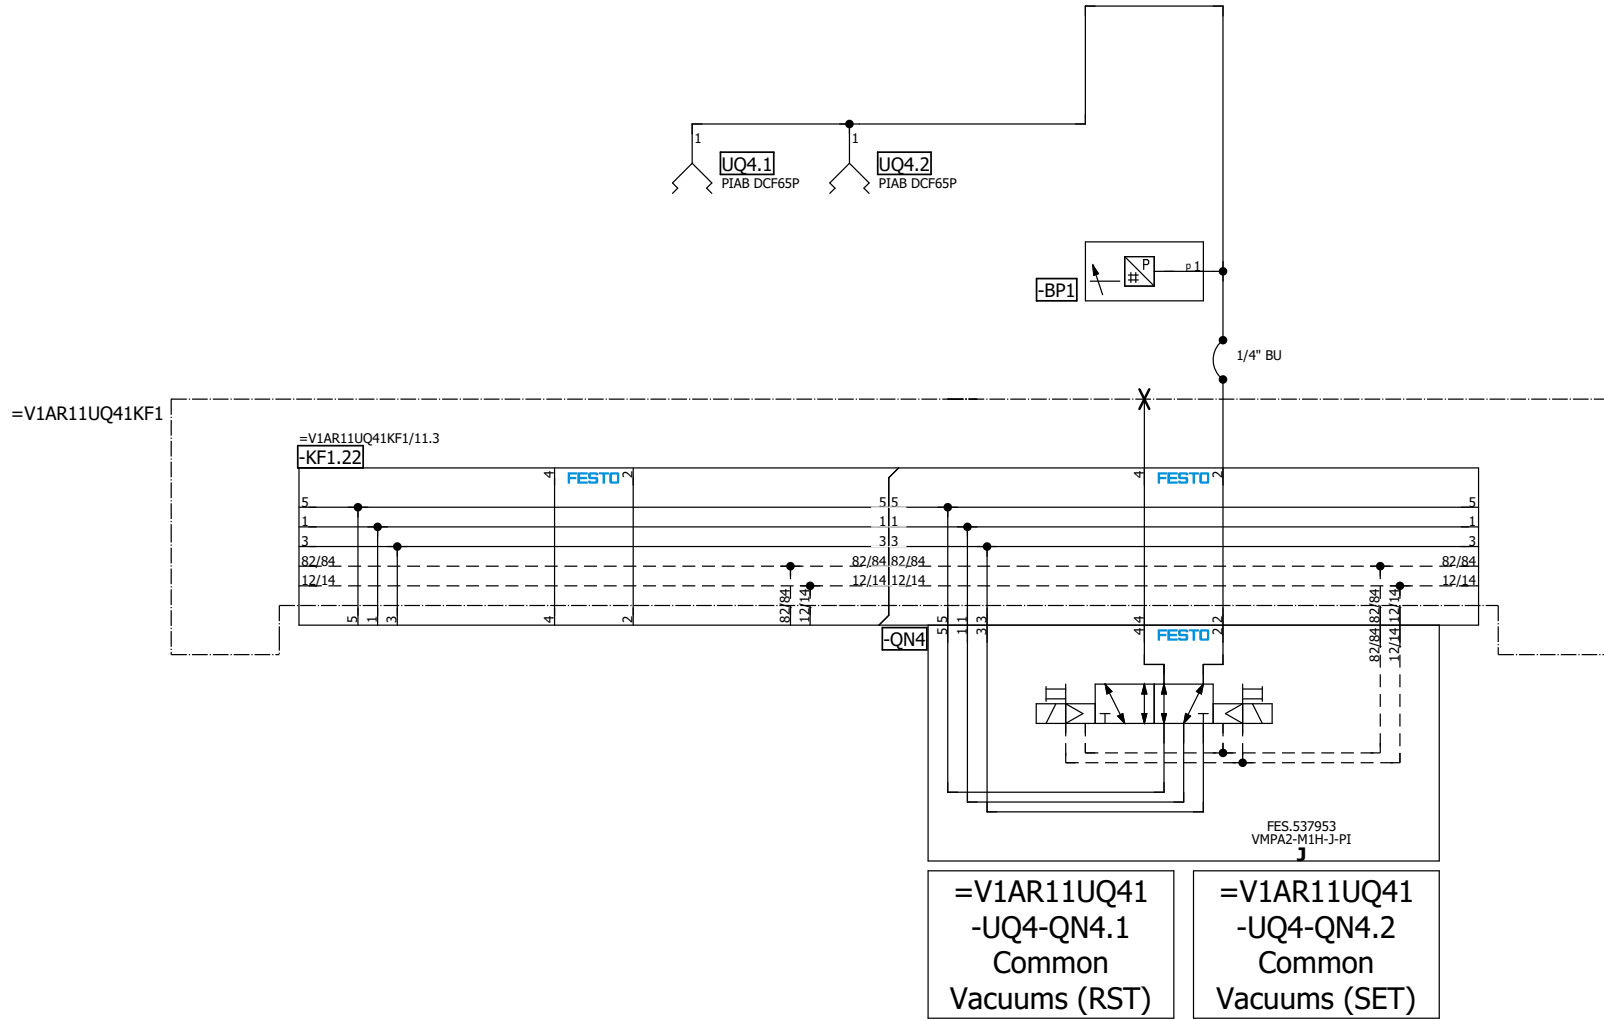 1
1
UQ4.1
PIAB DCF65P
UQ4.2
PIAB DCF65P
P
#
p 1
-BP1
1/4" BU
=V1AR11UQ41KF1
=V1AR11UQ41KF1/11.3
-KF1.22
4 FESTO 2
4 FESTO 2
5 5 5 5
1 1 1 1
3 3 3 3
82/84 82/84 82/84 82/84
12/14 12/14 12/14 12/14
5 1 3 4 2 82/84 12/14
5 1 3 4 2 82/84 12/14
-QN4
5 1 3 4 FESTO 2 82/84 12/14
FES.537953
VMPA2-M1H-J-PI
J
=V1AR11UQ41
-UQ4-QN4.1
Common
Vacuums (RST)
=V1AR11UQ41
-UQ4-QN4.2
Common
Vacuums (SET)